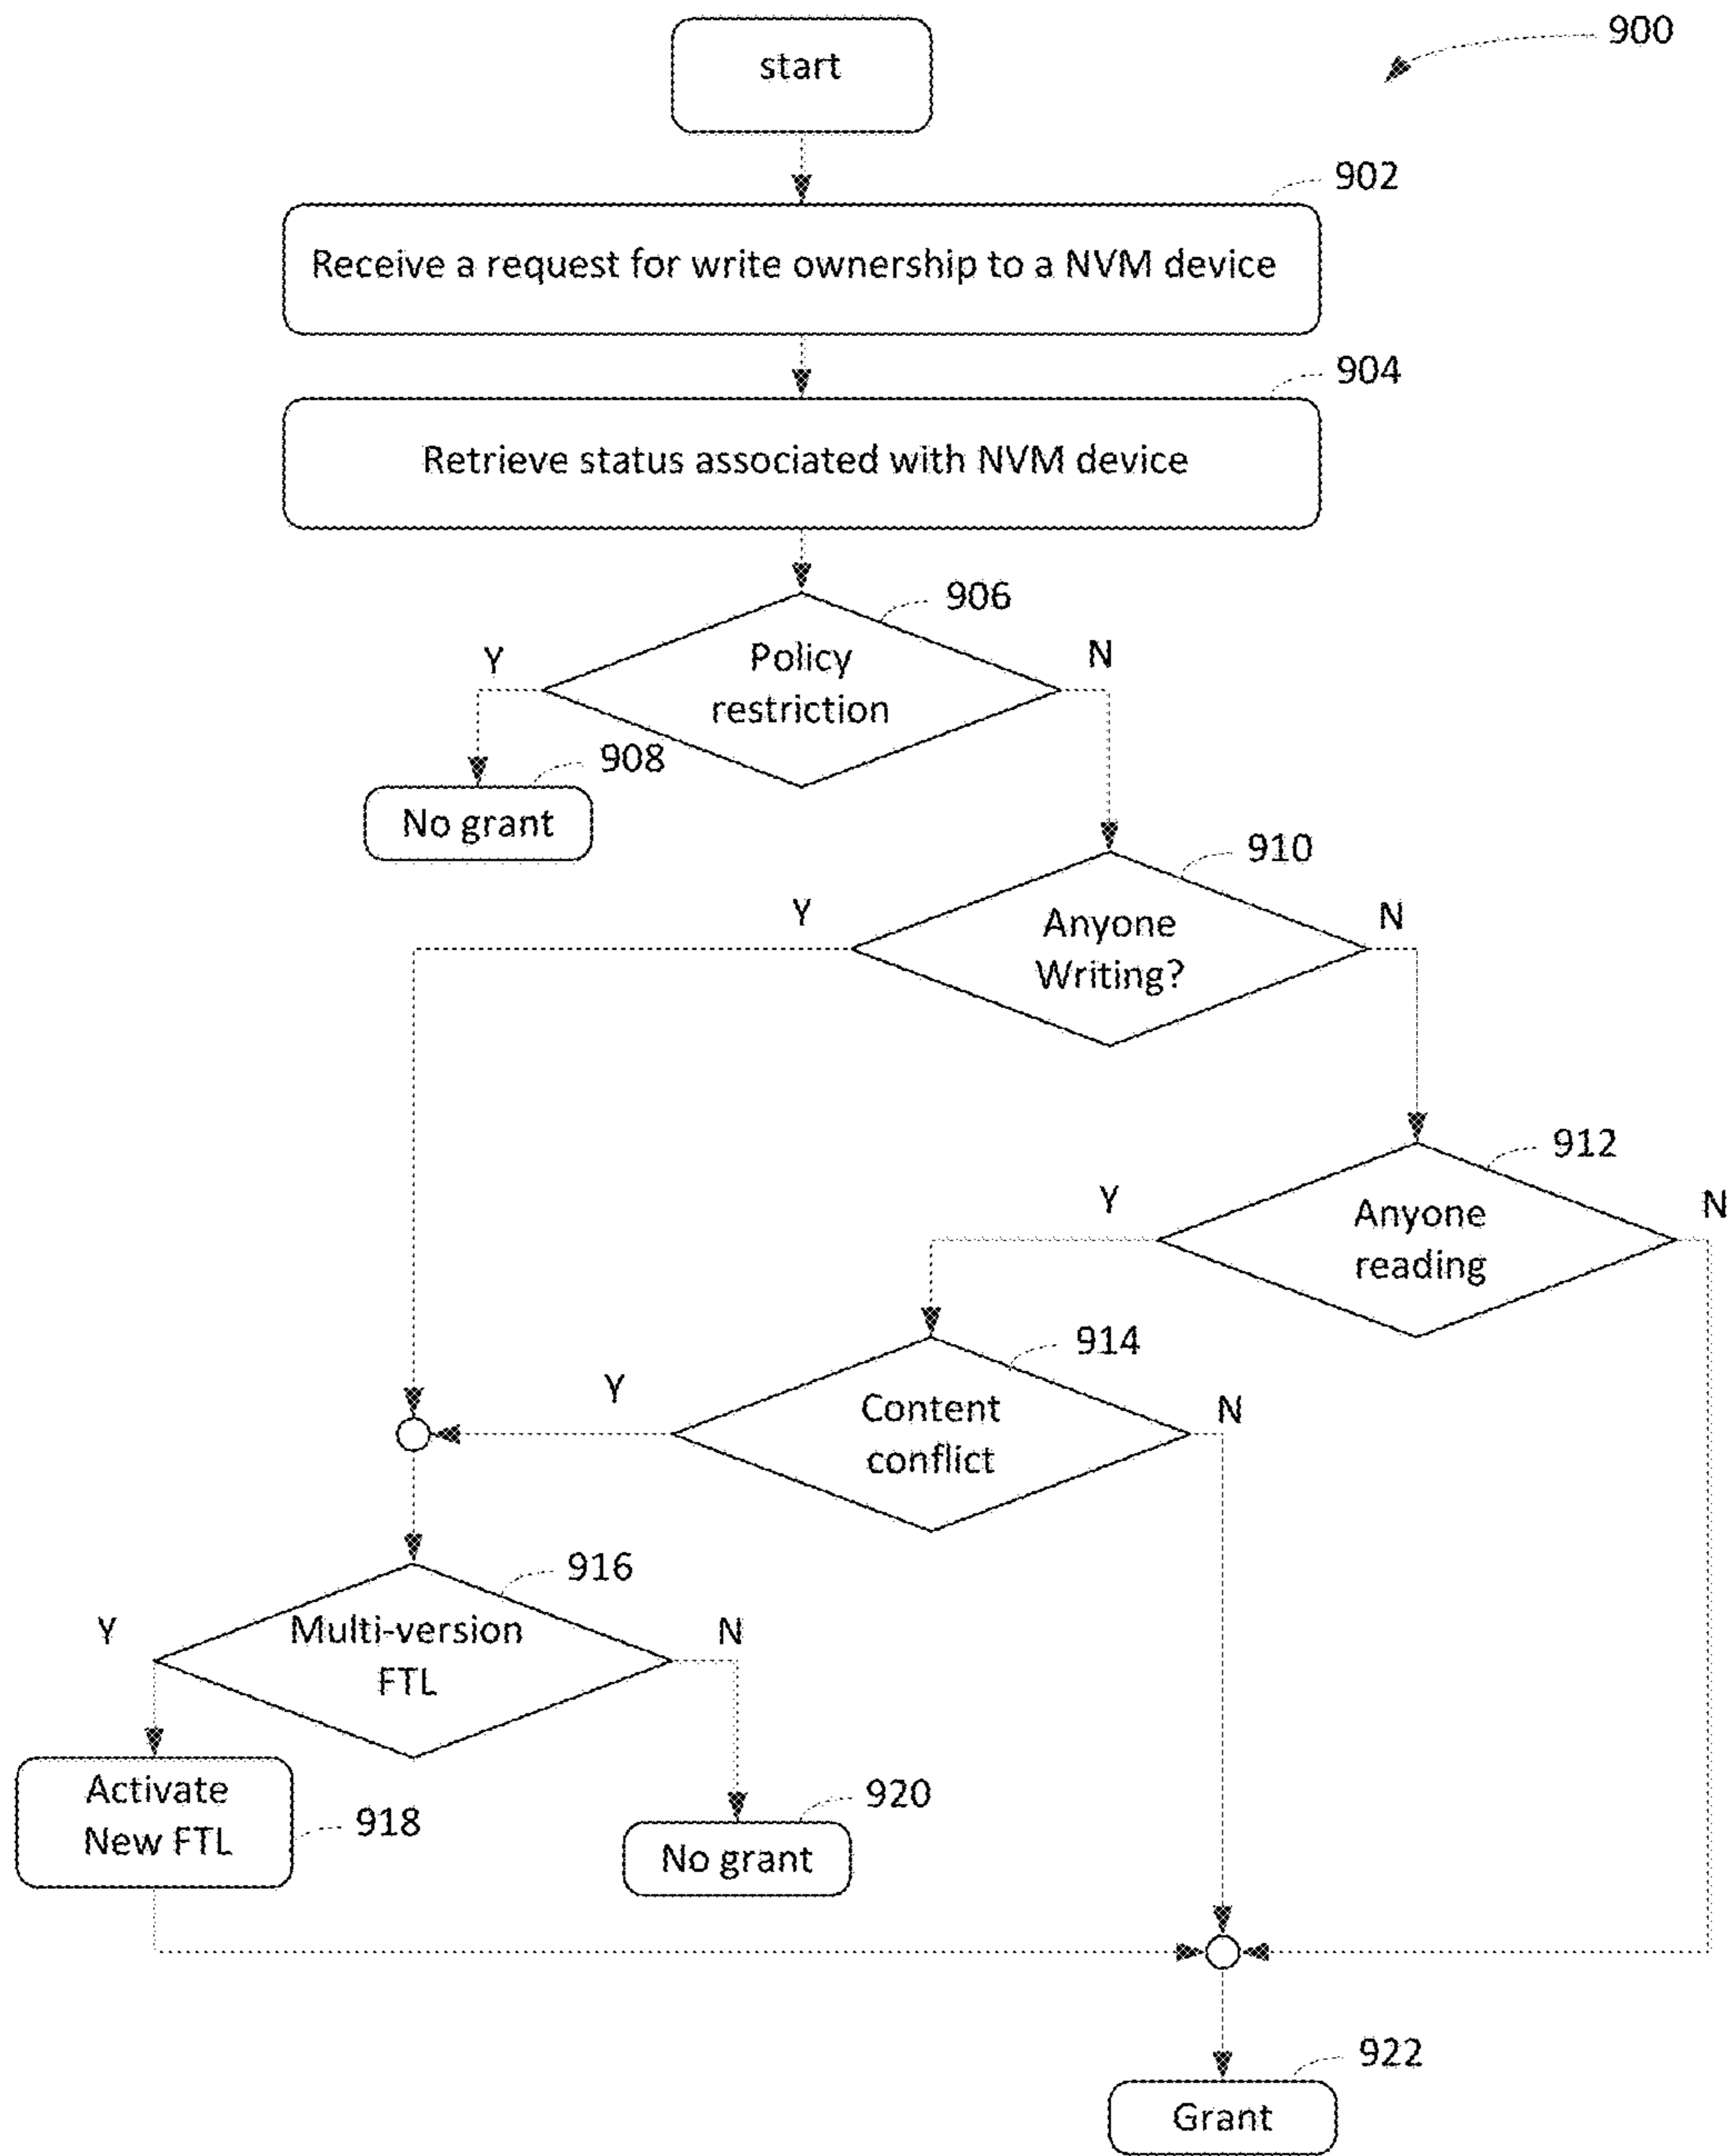 start
900
902
Receive a request for write ownership to a NVM device
904
Retrieve status associated with NVM device
906
Y
Policy
restriction
N
908
No grant
910
Y
Anyone
Writing?
N
912
Y
Anyone
reading
N
914
Y
Content
conflict
N
916
Y
Multi-version
FTL
N
Activate
New FTL
918
920
No grant
922
Grant